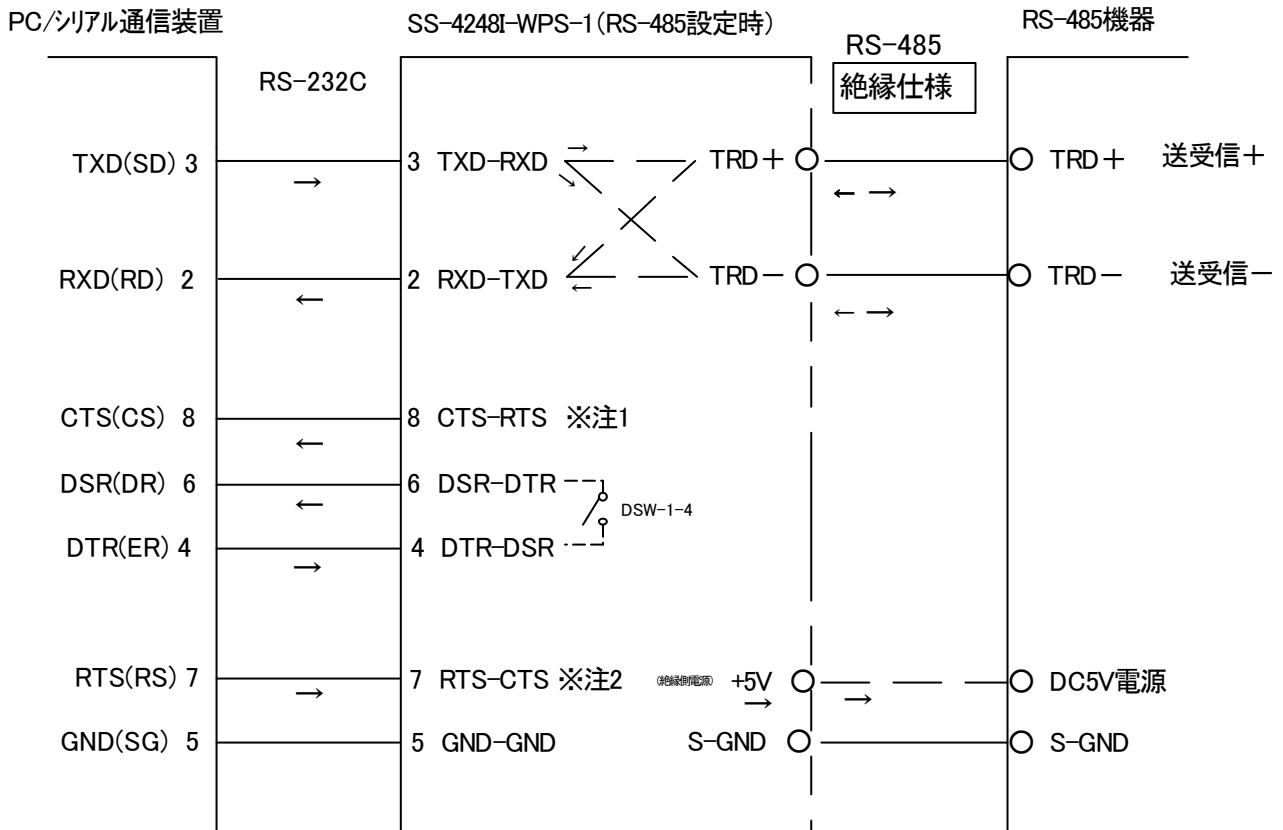 PC/シリアル通信装置 SS-4248I-WPS-1(RS-485設定時) RS-485機器
RS-232C RS-485
絶縁仕様
TXD(SD) 3 3 TXD-RXD TRD+ TRD+ 送受信+
RXD(RD) 2 2 RXD-TXD TRD- TRD- 送受信-
CTS(CS) 8 8 CTS-RTS ※注1
DSR(DR) 6 6 DSR-DTR
DSW-1-4
DTR(ER) 4 4 DTR-DSR
RTS(RS) 7 7 RTS-CTS ※注2 (絶縁側電源) +5V DC5V電源
GND(SG) 5 5 GND-GND S-GND S-GND